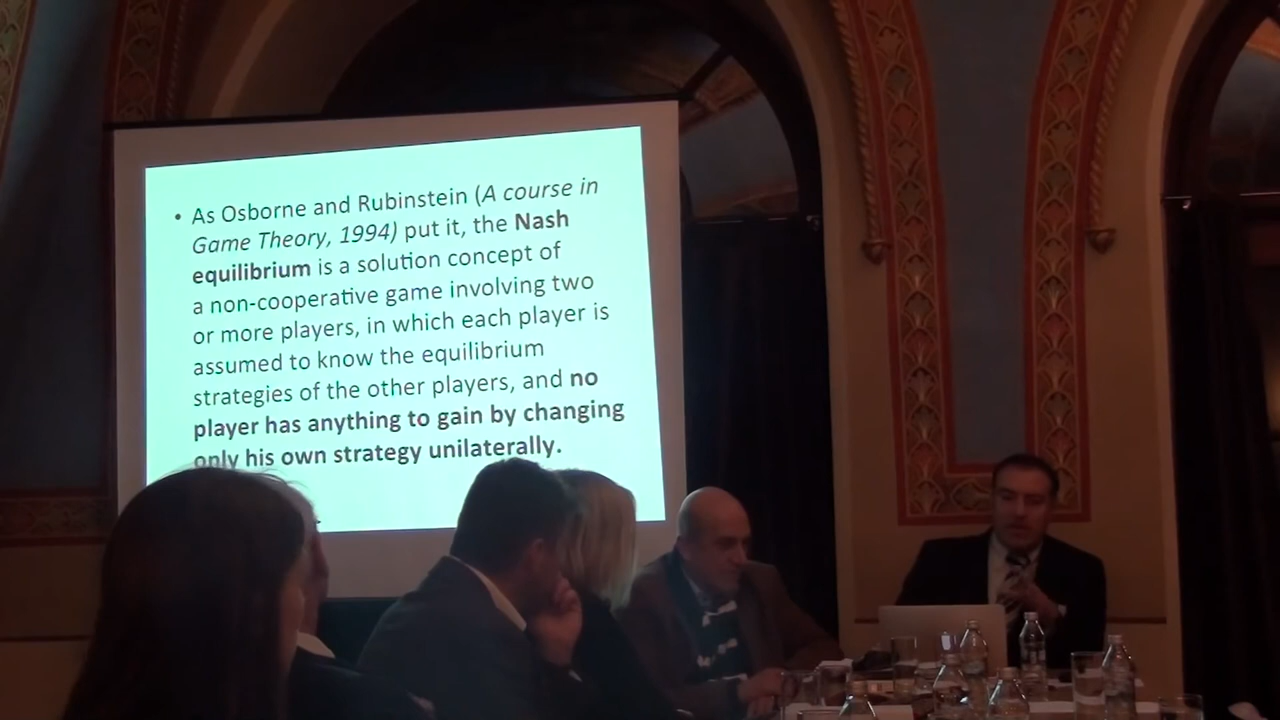 • As Osborne and Rubinstein (A course in
Game Theory, 1994) put it, the Nash
equilibrium is a solution concept of
a non-cooperative game involving two
or more players, in which each player is
assumed to know the equilibrium
strategies of the other players, and no
player has anything to gain by changing
only his own strategy unilaterally.